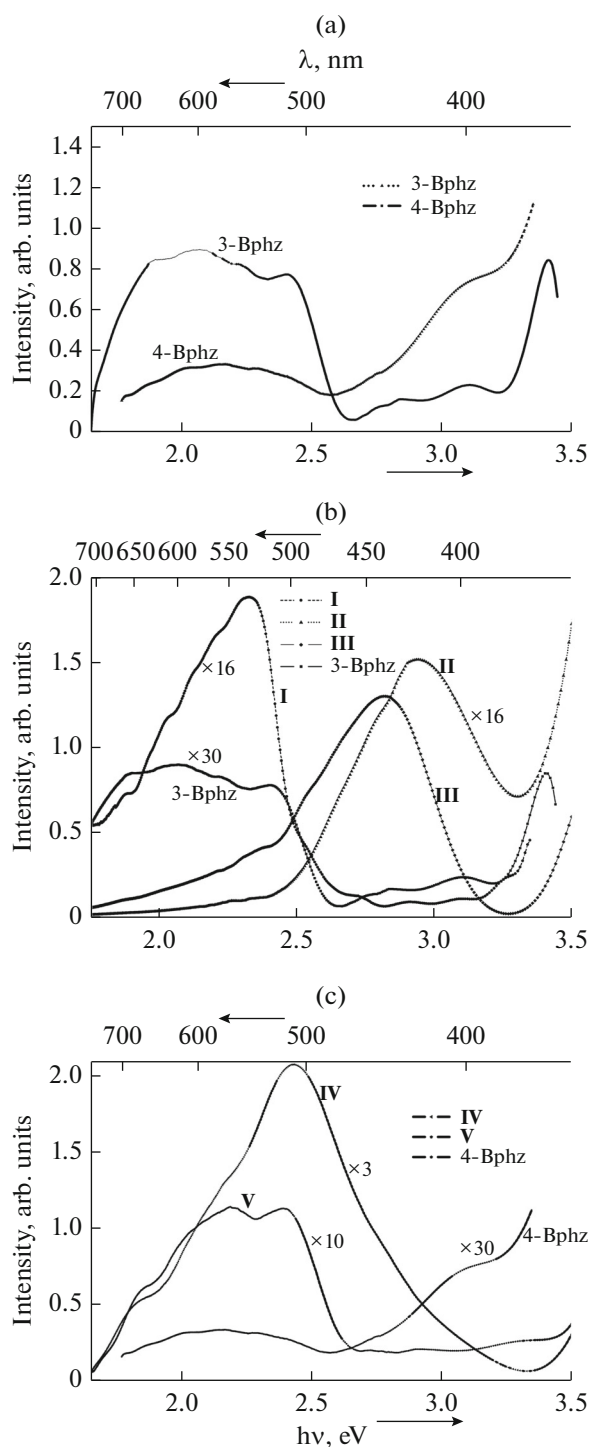 (a)
λ, nm
700 600 500 400
Intensity, arb. units
1.4
1.2
1.0
0.8
0.6
0.4
0.2
0
3-Bphz
4-Bphz
3-Bphz
4-Bphz
2.0 2.5 3.0 3.5
(b)
700 650 600 550 500 450 400
Intensity, arb. units
2.0
1.5
1.0
0.5
0
I
II
III
3-Bphz
×16
I
II
×16
×30
3-Bphz
III
2.0 2.5 3.0 3.5
(c)
700 600 500 400
Intensity, arb. units
2.0
1.5
1.0
0.5
0
IV
V
4-Bphz
IV
×3
V
×10
×30
4-Bphz
2.0 2.5 3.0 3.5
hν, eV